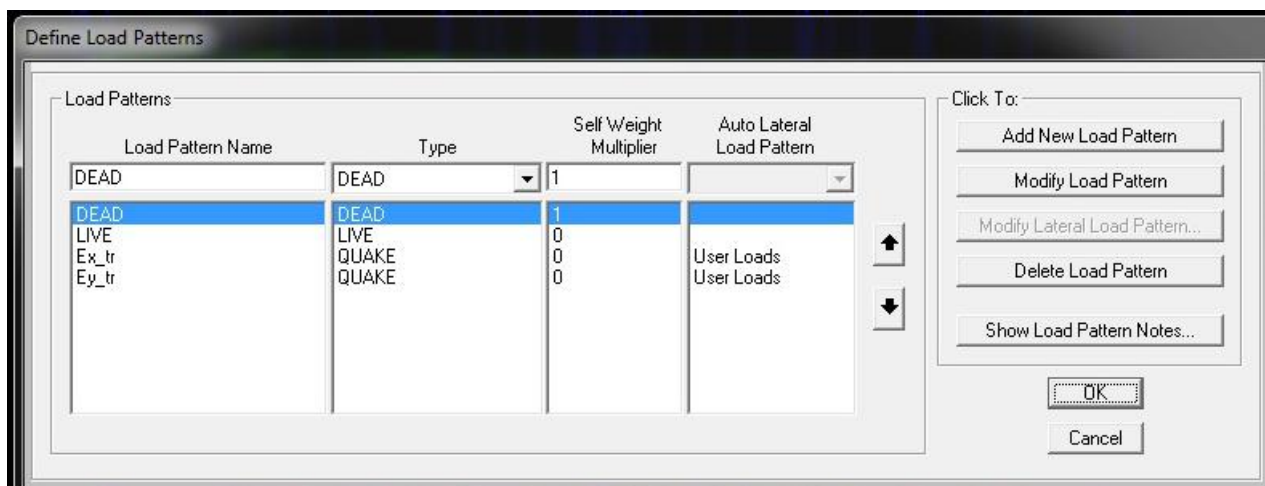 Define Load Patterns
Load Patterns
Load Pattern Name Type Self Weight Multiplier Auto Lateral Load Pattern
DEAD DEAD 1
DEAD DEAD 1
LIVE LIVE 0
Ex_tr QUAKE 0 User Loads
Ey_tr QUAKE 0 User Loads
Click To:
Add New Load Pattern
Modify Load Pattern
Modify Lateral Load Pattern...
Delete Load Pattern
Show Load Pattern Notes...
OK
Cancel